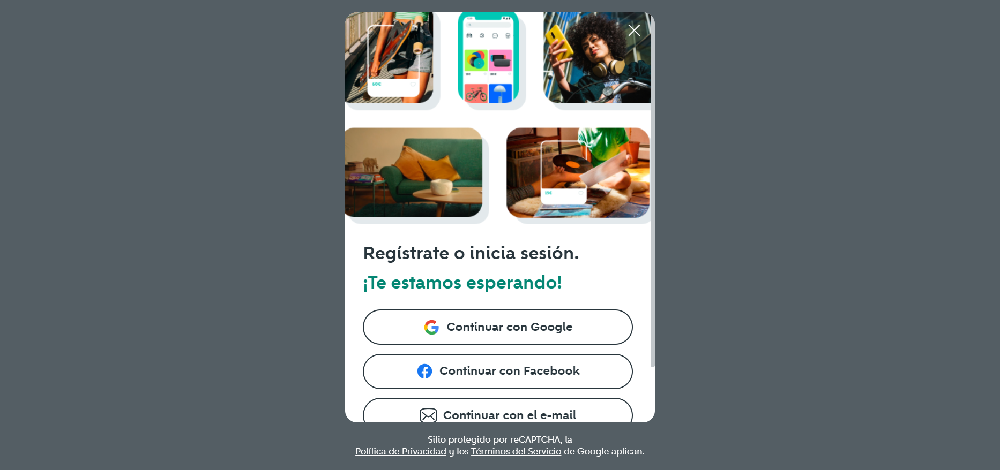 60€
15€
Regístrate o inicia sesión.
¡Te estamos esperando!
Continuar con Google
Continuar con Facebook
Continuar con el e-mail
Sitio protegido por reCAPTCHA, la
Política de Privacidad y los Términos del Servicio de Google aplican.